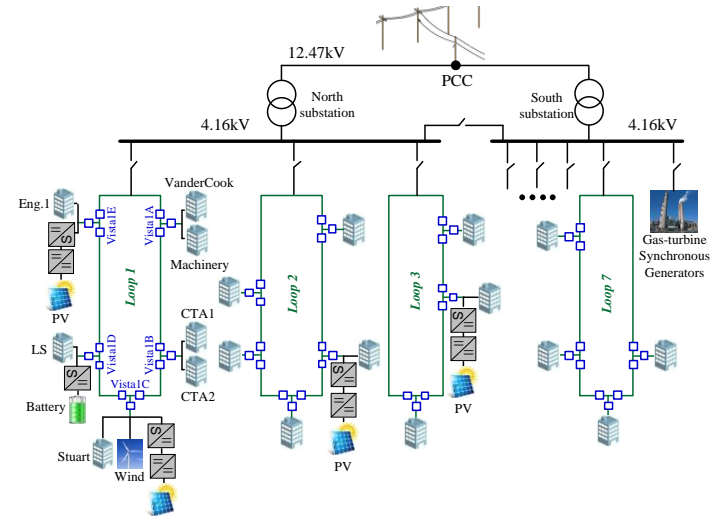 12.47kV
PCC
North
substation
South
substation
4.16kV
4.16kV
VanderCook
Eng.1
Vista1E
Vista1A
Machinery
Gas-turbine
Synchronous
Generators
S
Loop 1
Loop 2
Loop 3
Loop 7
PV
CTA1
LS
Vista1D
Vista1B
S
Vista1C
CTA2
S
PV
Battery
S
S
Stuart
Wind
PV